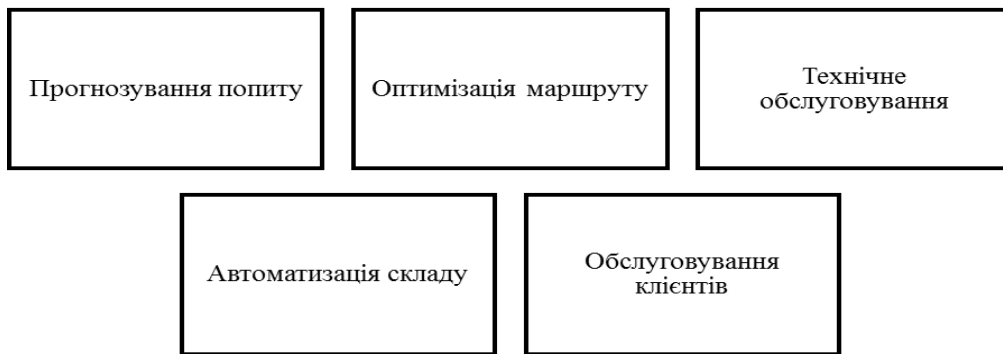 Прогнозування попиту
Оптимізація маршруту
Технічне
обслуговування
Автоматизація складу
Обслуговування
клієнтів